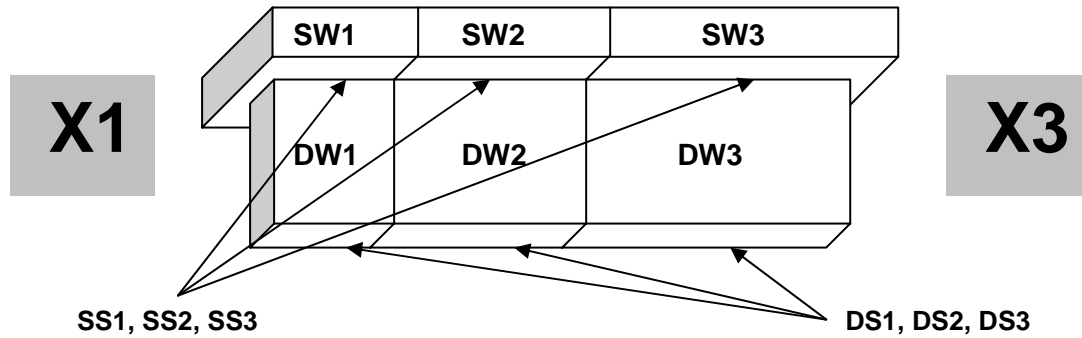 SW1 SW2 SW3
X1 X3
DW1 DW2 DW3
SS1, SS2, SS3 DS1, DS2, DS3